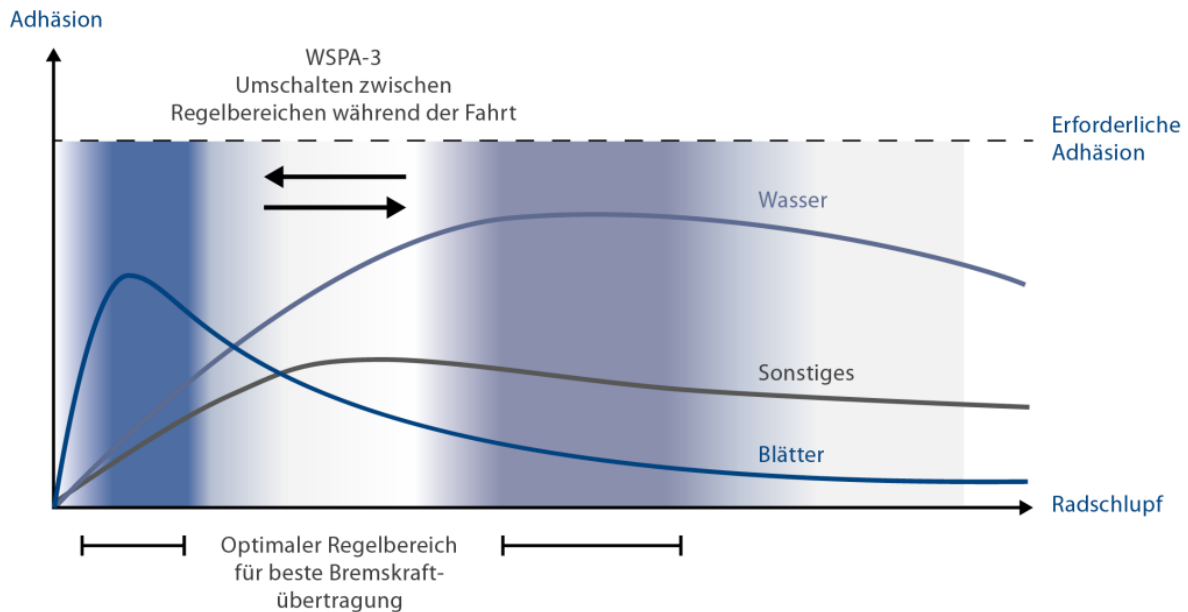 Adhäsion
WSPA-3
Umschalten zwischen
Regelbereichen während der Fahrt
Erforderliche
Adhäsion
Wasser
Sonstiges
Blätter
Radschlupf
Optimaler Regelbereich
für beste Bremskraft-
übertragung